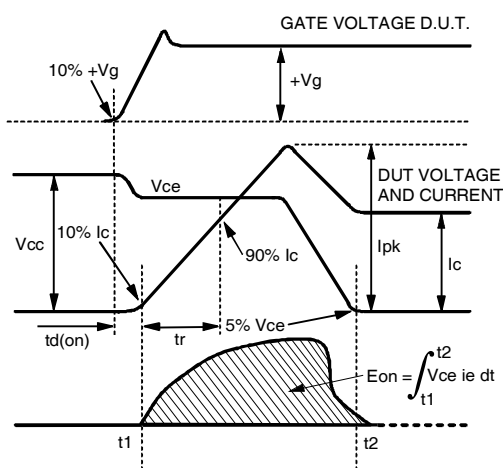 GATE VOLTAGE D.U.T.
10% +Vg
+Vg
DUT VOLTAGE
AND CURRENT
Vce
10% Ic
Vcc
90% Ic
Ipk
Ic
td(on)
tr
5% Vce
Eon = ∫ Vce ie dt
t2
t1
t1
t2